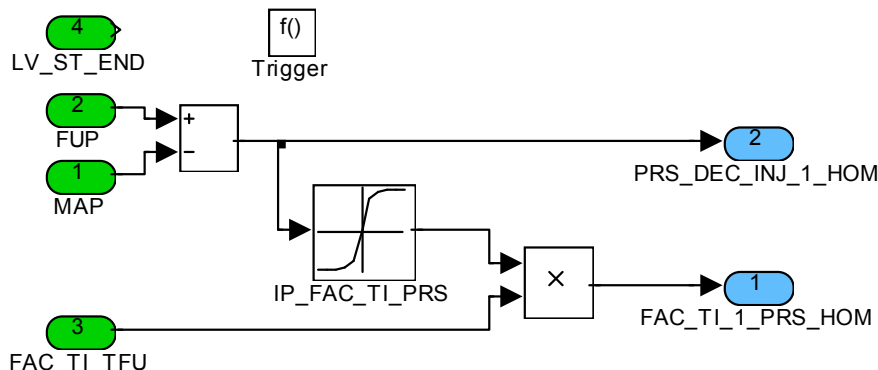 4
LV_ST_END
f()
Trigger
2
FUP
+
−
1
MAP
2
PRS_DEC_INJ_1_HOM
IP_FAC_TI_PRS
×
1
FAC_TI_1_PRS_HOM
3
FAC_TI_TFU